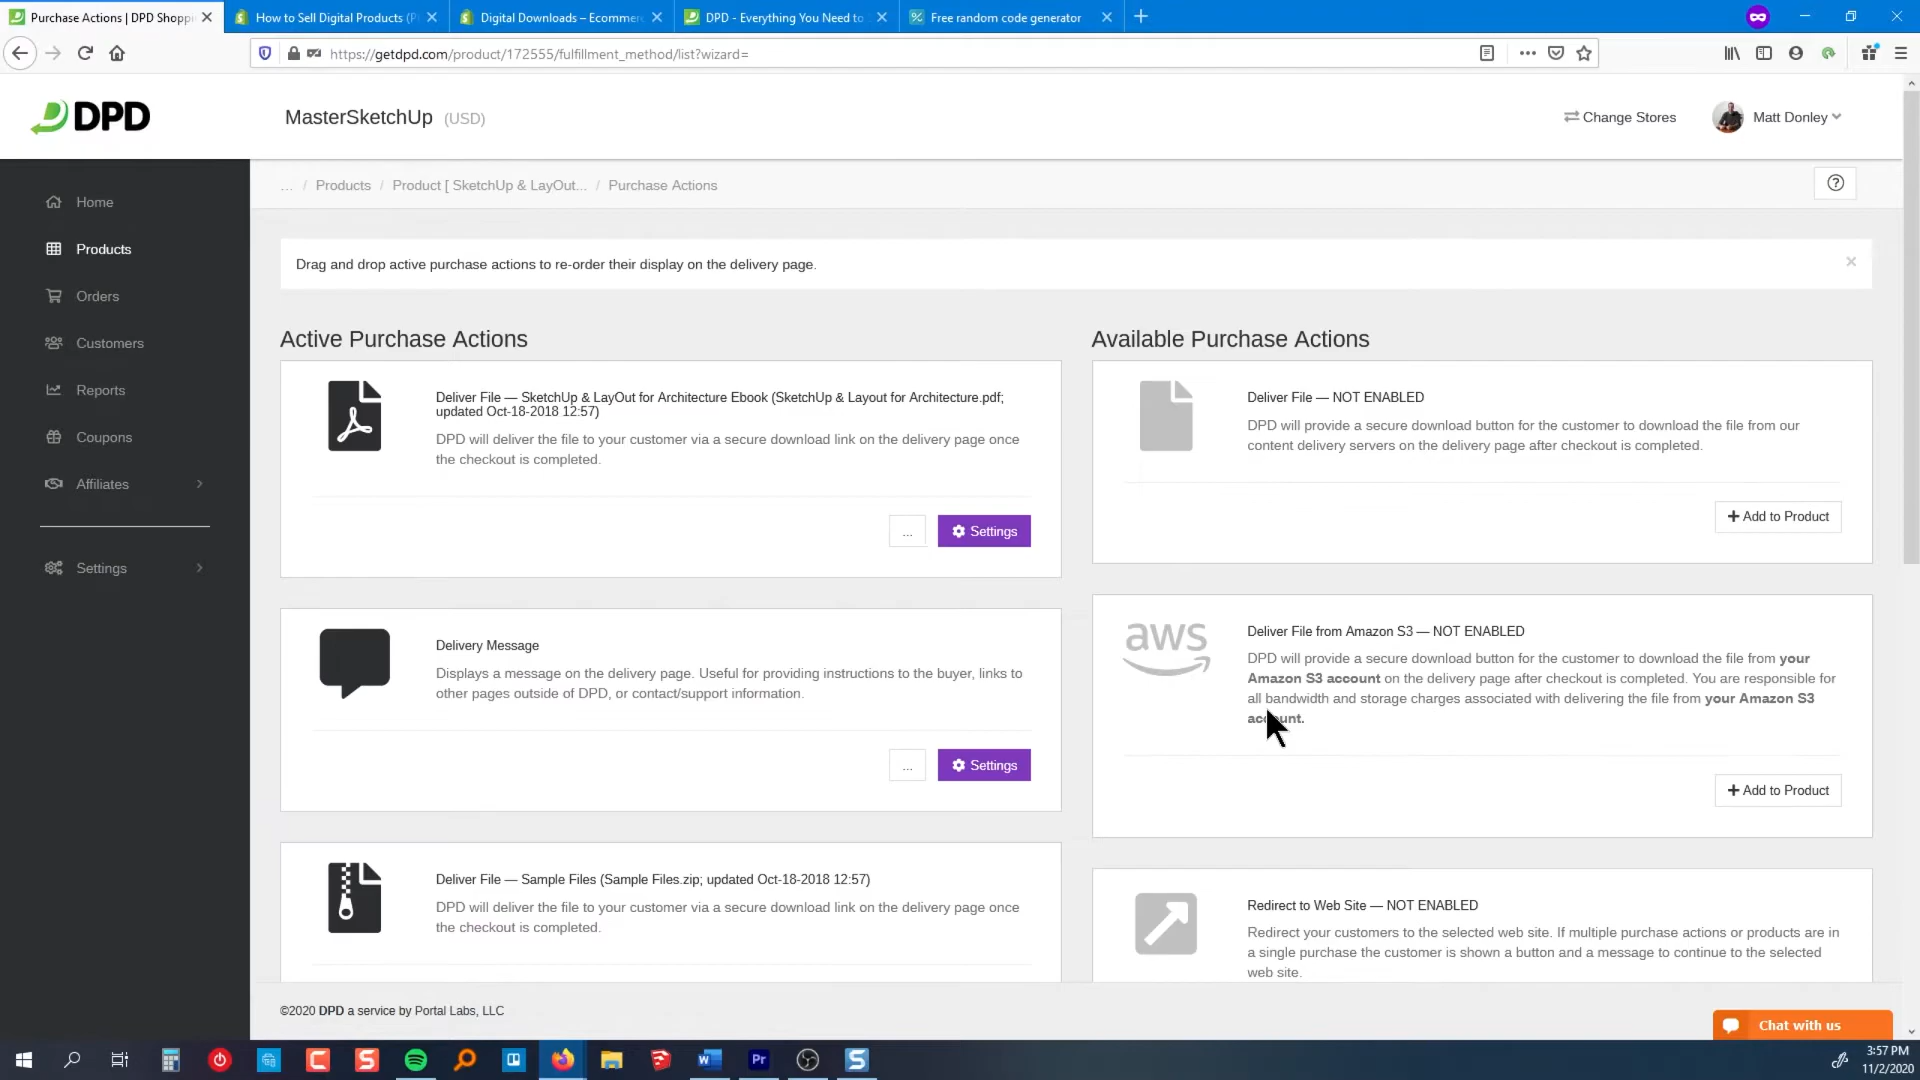 Purchase Actions | DPD Shoppi
How to Sell Digital Products (P
Digital Downloads – Ecommer
DPD - Everything You Need to
Free random code generator
https://getdpd.com/product/172555/fulfillment_method/list?wizard=
DPD
MasterSketchUp (USD)
Change Stores
Matt Donley
Home
Products
Orders
Customers
Reports
Coupons
Affiliates
Settings
... / Products / Product [ SketchUp & LayOut... / Purchase Actions
Drag and drop active purchase actions to re-order their display on the delivery page.
Active Purchase Actions
Deliver File — SketchUp & LayOut for Architecture Ebook (SketchUp & Layout for Architecture.pdf;
updated Oct-18-2018 12:57)
DPD will deliver the file to your customer via a secure download link on the delivery page once
the checkout is completed.
... Settings
Delivery Message
Displays a message on the delivery page. Useful for providing instructions to the buyer, links to
other pages outside of DPD, or contact/support information.
... Settings
Deliver File — Sample Files (Sample Files.zip; updated Oct-18-2018 12:57)
DPD will deliver the file to your customer via a secure download link on the delivery page once
the checkout is completed.
Available Purchase Actions
Deliver File — NOT ENABLED
DPD will provide a secure download button for the customer to download the file from our
content delivery servers on the delivery page after checkout is completed.
+ Add to Product
aws
Deliver File from Amazon S3 — NOT ENABLED
DPD will provide a secure download button for the customer to download the file from your
Amazon S3 account on the delivery page after checkout is completed. You are responsible for
all bandwidth and storage charges associated with delivering the file from your Amazon S3
account.
+ Add to Product
Redirect to Web Site — NOT ENABLED
Redirect your customers to the selected web site. If multiple purchase actions or products are in
a single purchase the customer is shown a button and a message to continue to the selected
web site.
©2020 DPD a service by Portal Labs, LLC
Chat with us
3:57 PM
11/2/2020